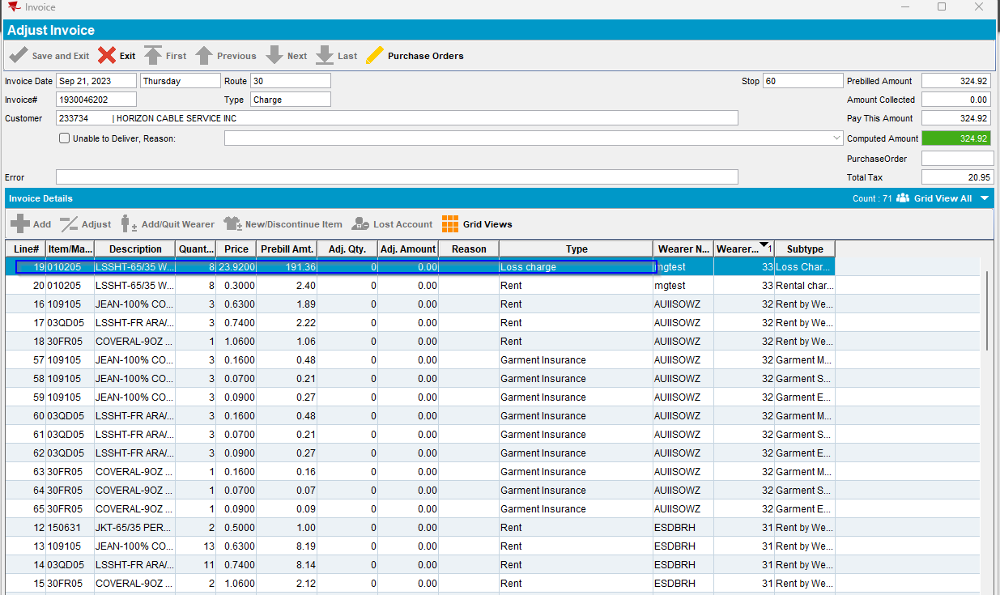 Invoice
Adjust Invoice
Save and Exit Exit First Previous Next Last Purchase Orders
Invoice Date Sep 21, 2023 Thursday Route 30 Stop 60 Prebilled Amount 324.92
Invoice# 1930046202 Type Charge Amount Collected 0.00
Customer 233734 | HORIZON CABLE SERVICE INC Pay This Amount 324.92
Unable to Deliver, Reason: Computed Amount 324.92
PurchaseOrder
Error Total Tax 20.95
Invoice Details Count : 71 Grid View All
Add Adjust Add/Quit Wearer New/Discontinue Item Lost Account Grid Views
Line# Item/Ma... Description Quant... Price Prebill Amt. Adj. Qty. Adj. Amount Reason Type Wearer N... Wearer... 1 Subtype
19 010205 LSSHT-65/35 W... 8 23.9200 191.36 0 0.00 Loss charge mgtest 33 Loss Char...
20 010205 LSSHT-65/35 W... 8 0.3000 2.40 0 0.00 Rent mgtest 33 Rental char...
16 109105 JEAN-100% CO... 3 0.6300 1.89 0 0.00 Rent AUIISOWZ 32 Rent by We...
17 03QD05 LSSHT-FR ARA/... 3 0.7400 2.22 0 0.00 Rent AUIISOWZ 32 Rent by We...
18 30FR05 COVERAL-9OZ ... 1 1.0600 1.06 0 0.00 Rent AUIISOWZ 32 Rent by We...
57 109105 JEAN-100% CO... 3 0.1600 0.48 0 0.00 Garment Insurance AUIISOWZ 32 Garment M...
58 109105 JEAN-100% CO... 3 0.0700 0.21 0 0.00 Garment Insurance AUIISOWZ 32 Garment S...
59 109105 JEAN-100% CO... 3 0.0900 0.27 0 0.00 Garment Insurance AUIISOWZ 32 Garment E...
60 03QD05 LSSHT-FR ARA/... 3 0.1600 0.48 0 0.00 Garment Insurance AUIISOWZ 32 Garment M...
61 03QD05 LSSHT-FR ARA/... 3 0.0700 0.21 0 0.00 Garment Insurance AUIISOWZ 32 Garment S...
62 03QD05 LSSHT-FR ARA/... 3 0.0900 0.27 0 0.00 Garment Insurance AUIISOWZ 32 Garment E...
63 30FR05 COVERAL-9OZ ... 1 0.1600 0.16 0 0.00 Garment Insurance AUIISOWZ 32 Garment M...
64 30FR05 COVERAL-9OZ ... 1 0.0700 0.07 0 0.00 Garment Insurance AUIISOWZ 32 Garment S...
65 30FR05 COVERAL-9OZ ... 1 0.0900 0.09 0 0.00 Garment Insurance AUIISOWZ 32 Garment E...
12 150631 JKT-65/35 PER... 2 0.5000 1.00 0 0.00 Rent ESDBRH 31 Rent by We...
13 109105 JEAN-100% CO... 13 0.6300 8.19 0 0.00 Rent ESDBRH 31 Rent by We...
14 03QD05 LSSHT-FR ARA/... 11 0.7400 8.14 0 0.00 Rent ESDBRH 31 Rent by We...
15 30FR05 COVERAL-9OZ ... 2 1.0600 2.12 0 0.00 Rent ESDBRH 31 Rent by We...